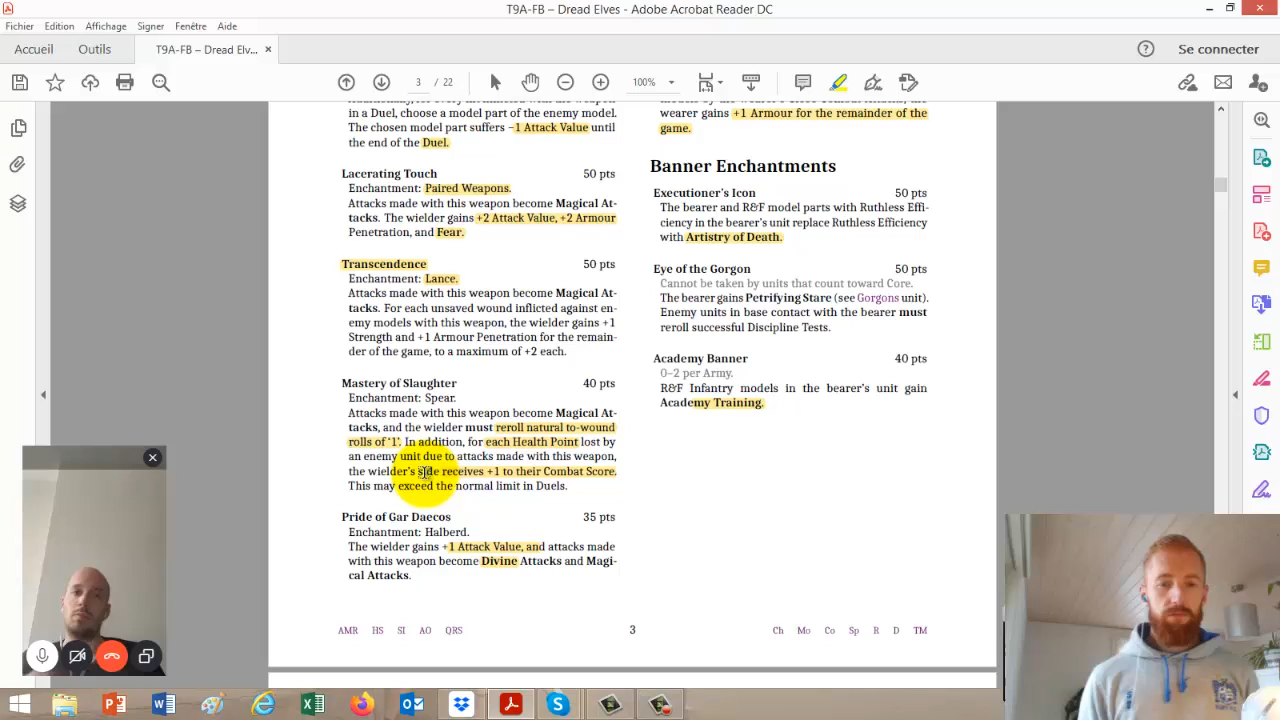 T9A-FB – Dread Elves - Adobe Acrobat Reader DC
Fichier Edition Affichage Signer Fenêtre Aide
Accueil Outils T9A-FB – Dread Elv... × Se connecter
3 / 22 100%
in a Duel, choose a model part of the enemy model.
The chosen model part suffers −1 Attack Value until
the end of the Duel.
Lacerating Touch 50 pts
Enchantment: Paired Weapons.
Attacks made with this weapon become Magical At-
tacks. The wielder gains +2 Attack Value, +2 Armour
Penetration, and Fear.
Transcendence 50 pts
Enchantment: Lance.
Attacks made with this weapon become Magical At-
tacks. For each unsaved wound inflicted against en-
emy models with this weapon, the wielder gains +1
Strength and +1 Armour Penetration for the remain-
der of the game, to a maximum of +2 each.
Mastery of Slaughter 40 pts
Enchantment: Spear.
Attacks made with this weapon become Magical At-
tacks, and the wielder must reroll natural to-wound
rolls of ‘1’. In addition, for each Health Point lost by
an enemy unit due to attacks made with this weapon,
the wielder’s side receives +1 to their Combat Score.
This may exceed the normal limit in Duels.
Pride of Gar Daecos 35 pts
Enchantment: Halberd.
The wielder gains +1 Attack Value, and attacks made
with this weapon become Divine Attacks and Magi-
cal Attacks.
wearer gains +1 Armour for the remainder of the
game.
Banner Enchantments
Executioner’s Icon 50 pts
The bearer and R&F model parts with Ruthless Effi-
ciency in the bearer’s unit replace Ruthless Efficiency
with Artistry of Death.
Eye of the Gorgon 50 pts
Cannot be taken by units that count toward Core.
The bearer gains Petrifying Stare (see Gorgons unit).
Enemy units in base contact with the bearer must
reroll successful Discipline Tests.
Academy Banner 40 pts
0–2 per Army.
R&F Infantry models in the bearer’s unit gain
Academy Training.
AMR HS SI AO QRS 3 Ch Mo Co Sp R D TM